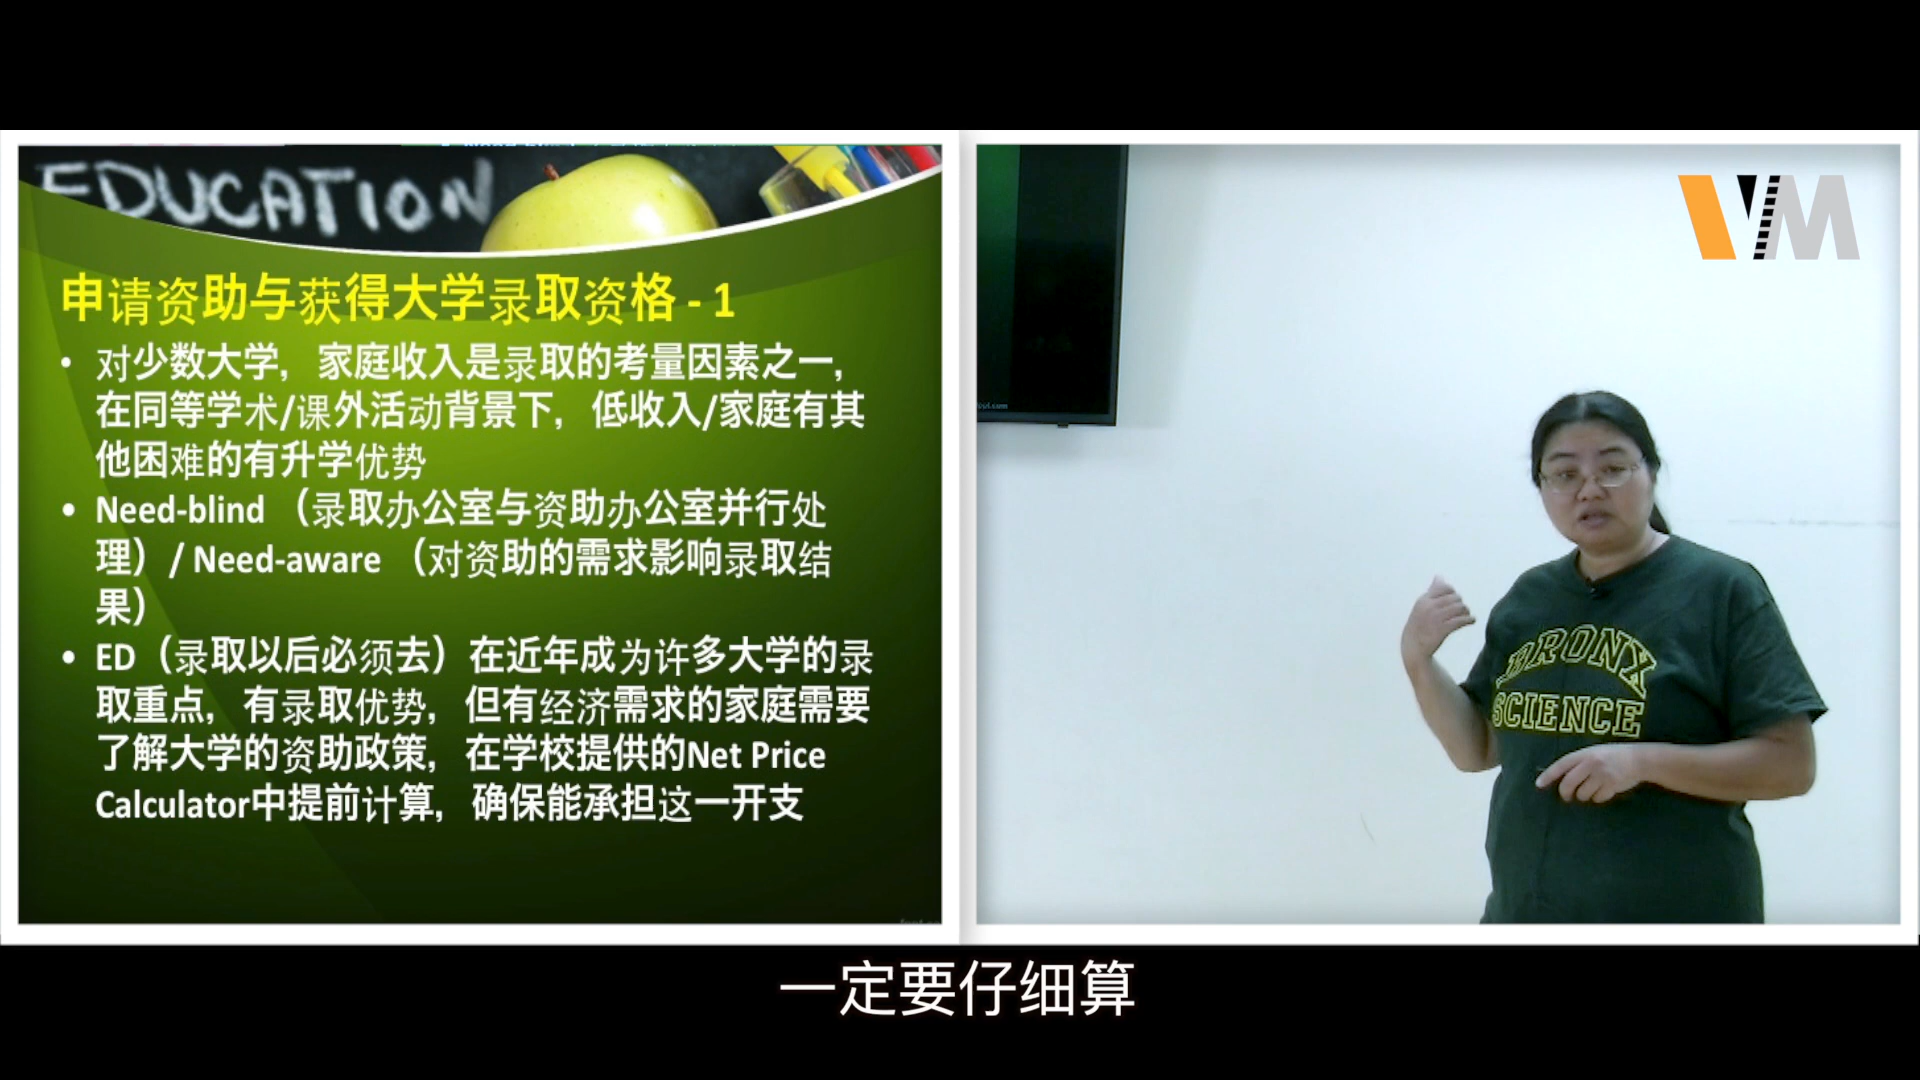 EDUCATION
申请资助与获得大学录取资格 - 1
• 对少数大学，家庭收入是录取的考量因素之一，
在同等学术/课外活动背景下，低收入/家庭有其
他困难的有升学优势
• Need-blind （录取办公室与资助办公室并行处
理）/ Need-aware （对资助的需求影响录取结
果）
• ED（录取以后必须去）在近年成为许多大学的录
取重点，有录取优势，但有经济需求的家庭需要
了解大学的资助政策，在学校提供的Net Price
Calculator中提前计算，确保能承担这一开支
VM
BRONX
SCIENCE
一定要仔细算